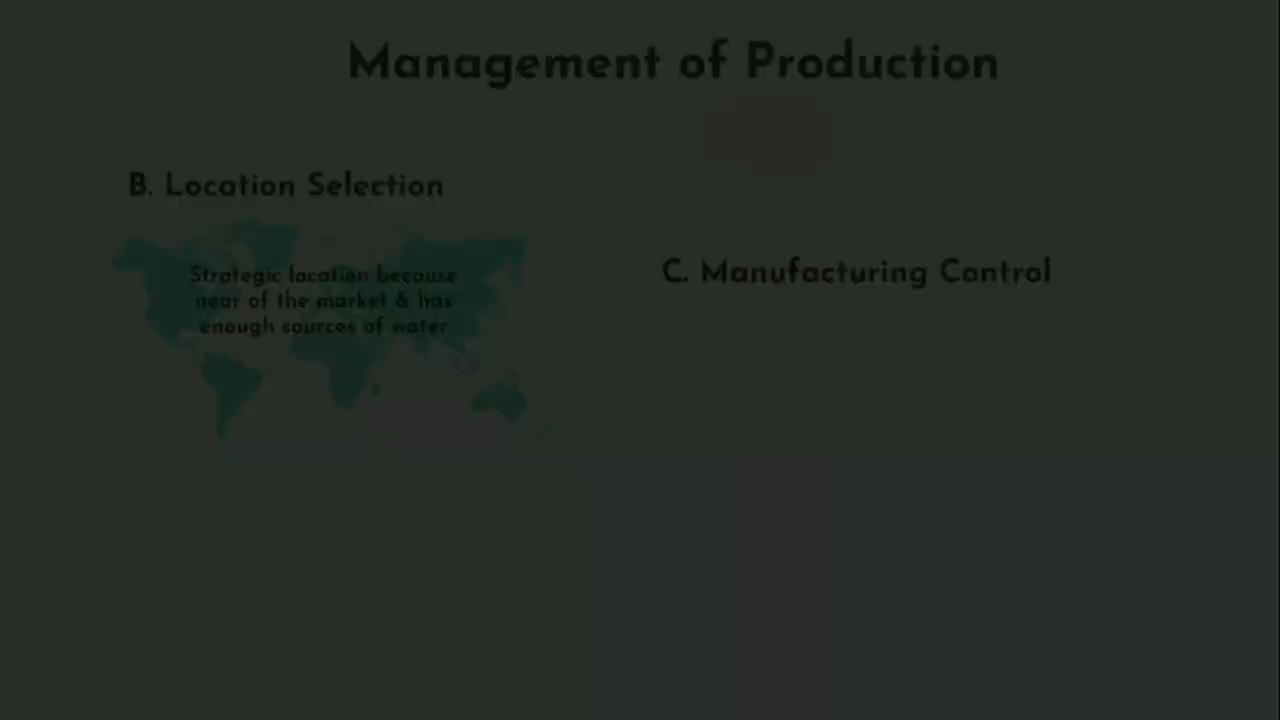 Management of Production
B. Location Selection
Strategic location because
near of the market & has
enough sources of water
C. Manufacturing Control